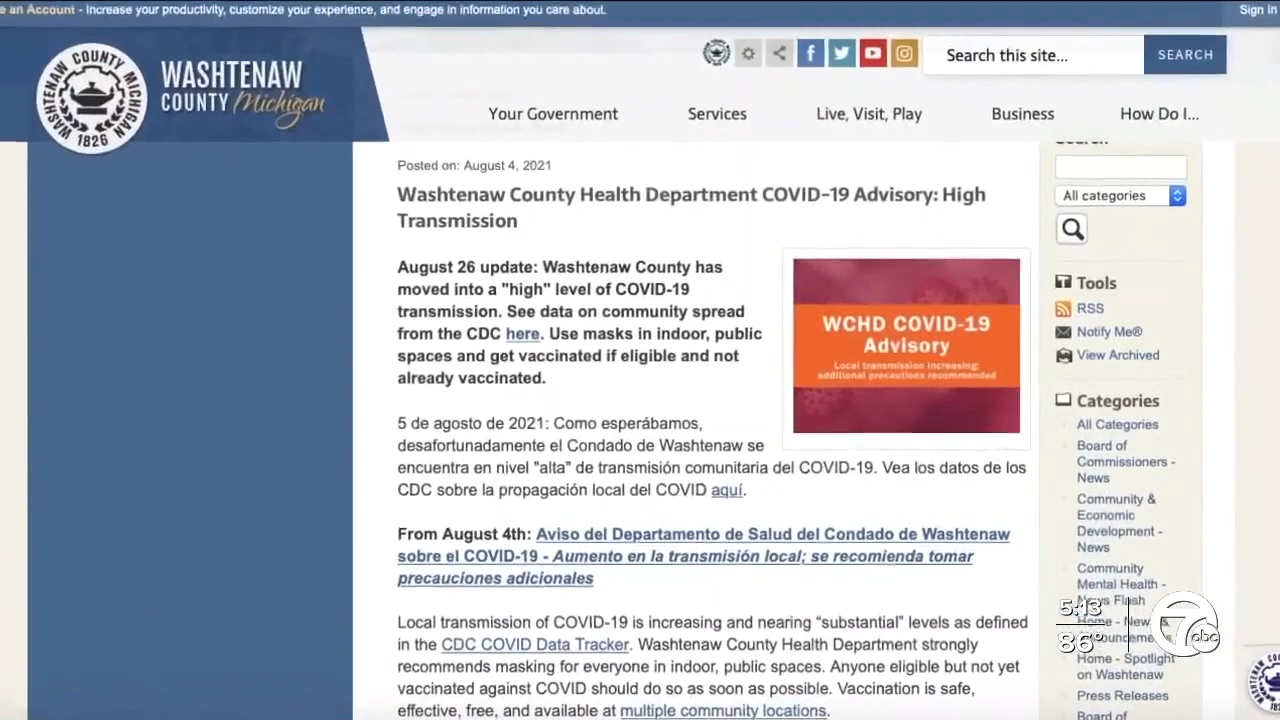 e an Account - Increase your productivity, customize your experience, and engage in information you care about.
Sign in
WASHTENAW COUNTY MICHIGAN
1826
WASHTENAW
COUNTY Michigan
Search this site...
SEARCH
Your Government
Services
Live, Visit, Play
Business
How Do I...
Posted on: August 4, 2021
Washtenaw County Health Department COVID-19 Advisory: High
Transmission
August 26 update: Washtenaw County has
moved into a "high" level of COVID-19
transmission. See data on community spread
from the CDC here. Use masks in indoor, public
spaces and get vaccinated if eligible and not
already vaccinated.
WCHD COVID-19
Advisory
Local transmission increasing;
additional precautions recommended
5 de agosto de 2021: Como esperábamos,
desafortunadamente el Condado de Washtenaw se
encuentra en nivel "alta" de transmisión comunitaria del COVID-19. Vea los datos de los
CDC sobre la propagación local del COVID aquí.
From August 4th: Aviso del Departamento de Salud del Condado de Washtenaw
sobre el COVID-19 - Aumento en la transmisión local; se recomienda tomar
precauciones adicionales
Local transmission of COVID-19 is increasing and nearing “substantial” levels as defined
in the CDC COVID Data Tracker. Washtenaw County Health Department strongly
recommends masking for everyone in indoor, public spaces. Anyone eligible but not yet
vaccinated against COVID should do so as soon as possible. Vaccination is safe,
effective, free, and available at multiple community locations.
Search
All categories
Tools
RSS
Notify Me®
View Archived
Categories
All Categories
Board of
Commissioners -
News
Community &
Economic
Development -
News
Community
Mental Health -
News Flash
Home - News &
Home - Spotlight
on Washtenaw
Press Releases
Board of
5:13
86°
7
abc